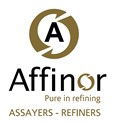 A
Affinor
Pure in refining
ASSAYERS - REFINERS